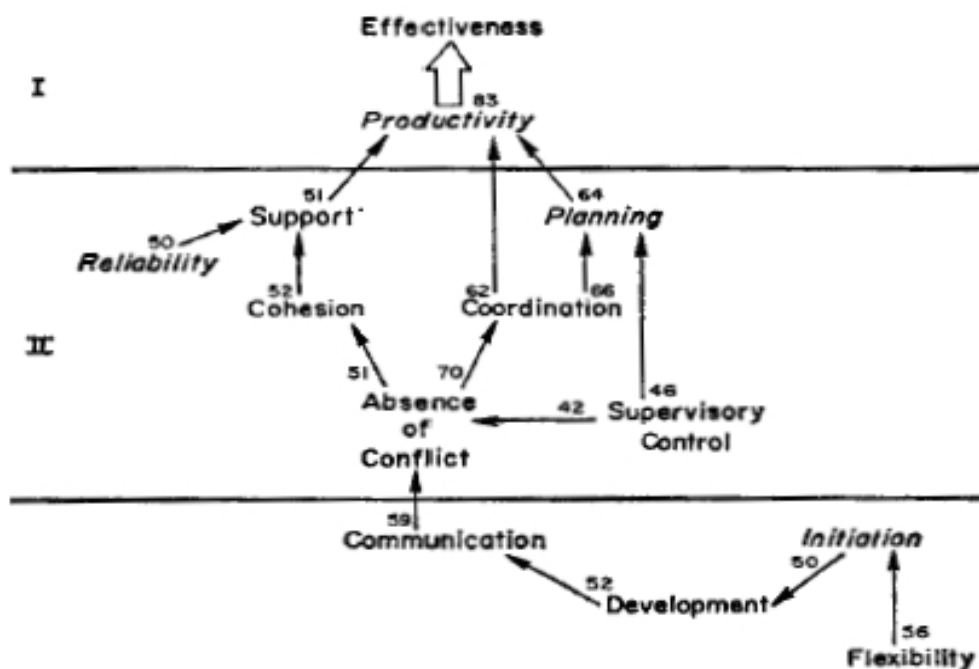 Effectiveness
I
83
Productivity
51
64
Support
Planning
50
Reliability
52
62
66
Cohesion
Coordination
II
51
70
46
Absence
42
Supervisory
of
Control
Conflict
59
Communication
Initiation
50
52
Development
56
Flexibility